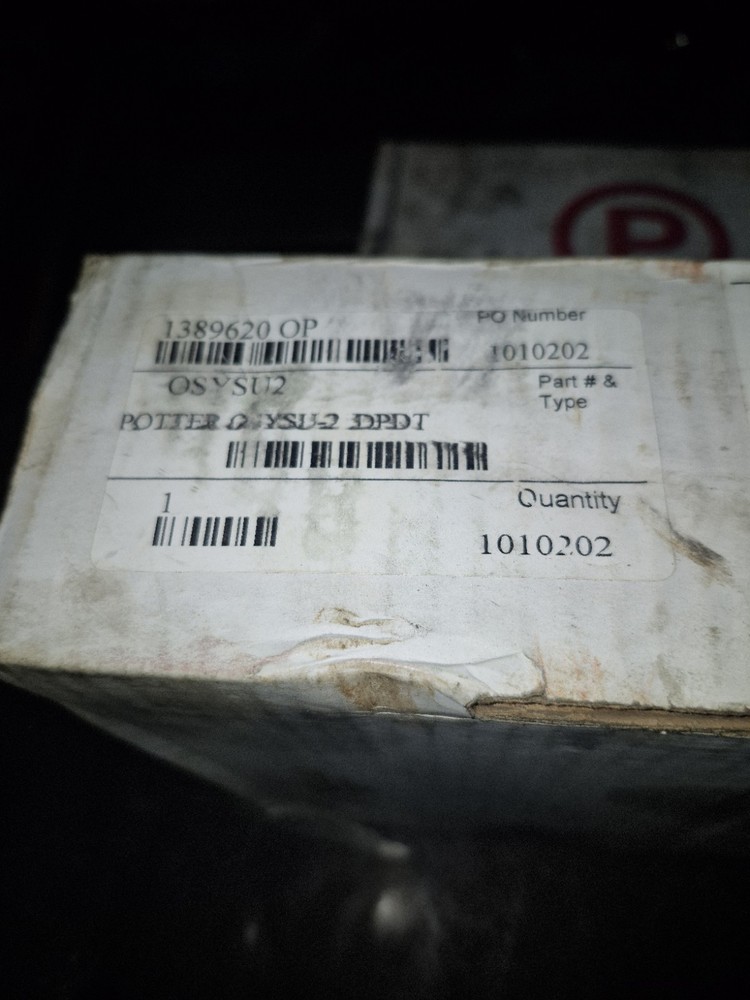 P
1389620 OP
PO Number
1010202
OSYSU2
Part # &
Type
POTTER OSYSU-2 DPDT
1
Quantity
1010202